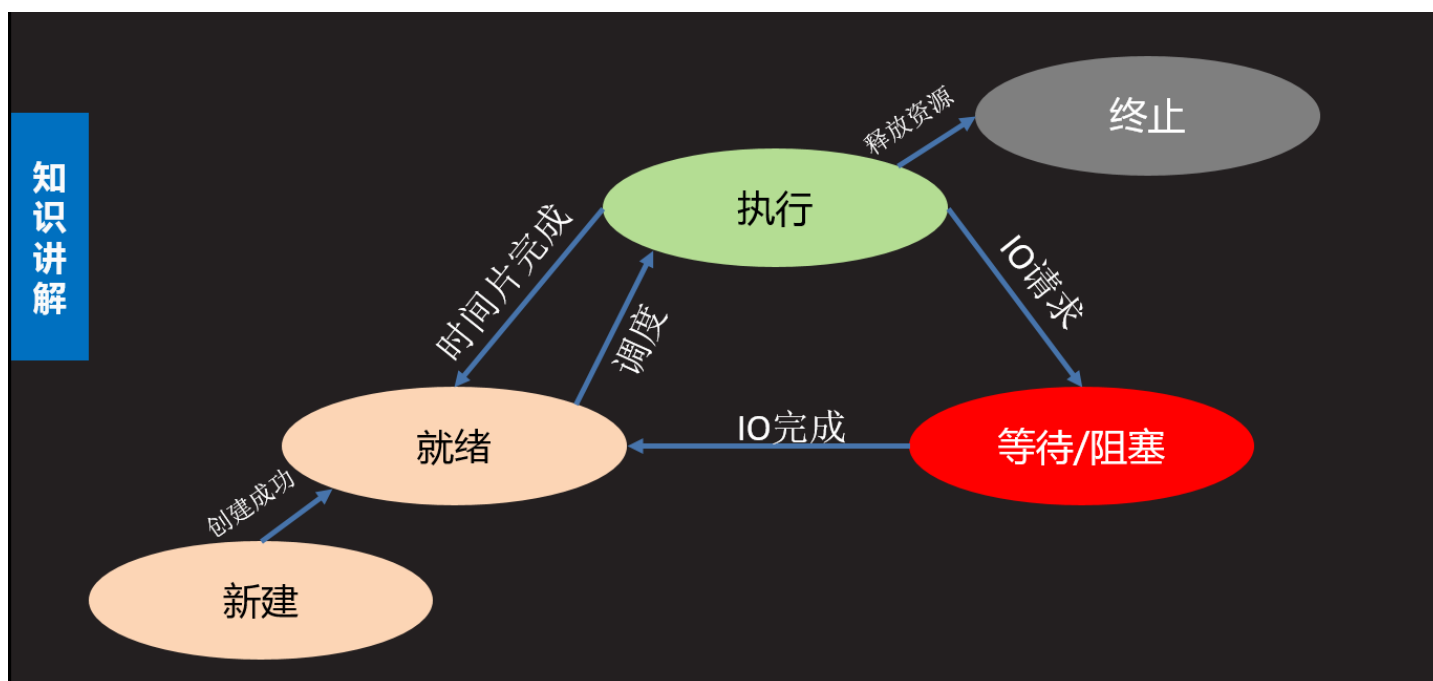 知识讲解
终止
释放资源
执行
时间片完成
IO请求
调度
就绪
IO完成
等待/阻塞
创建成功
新建